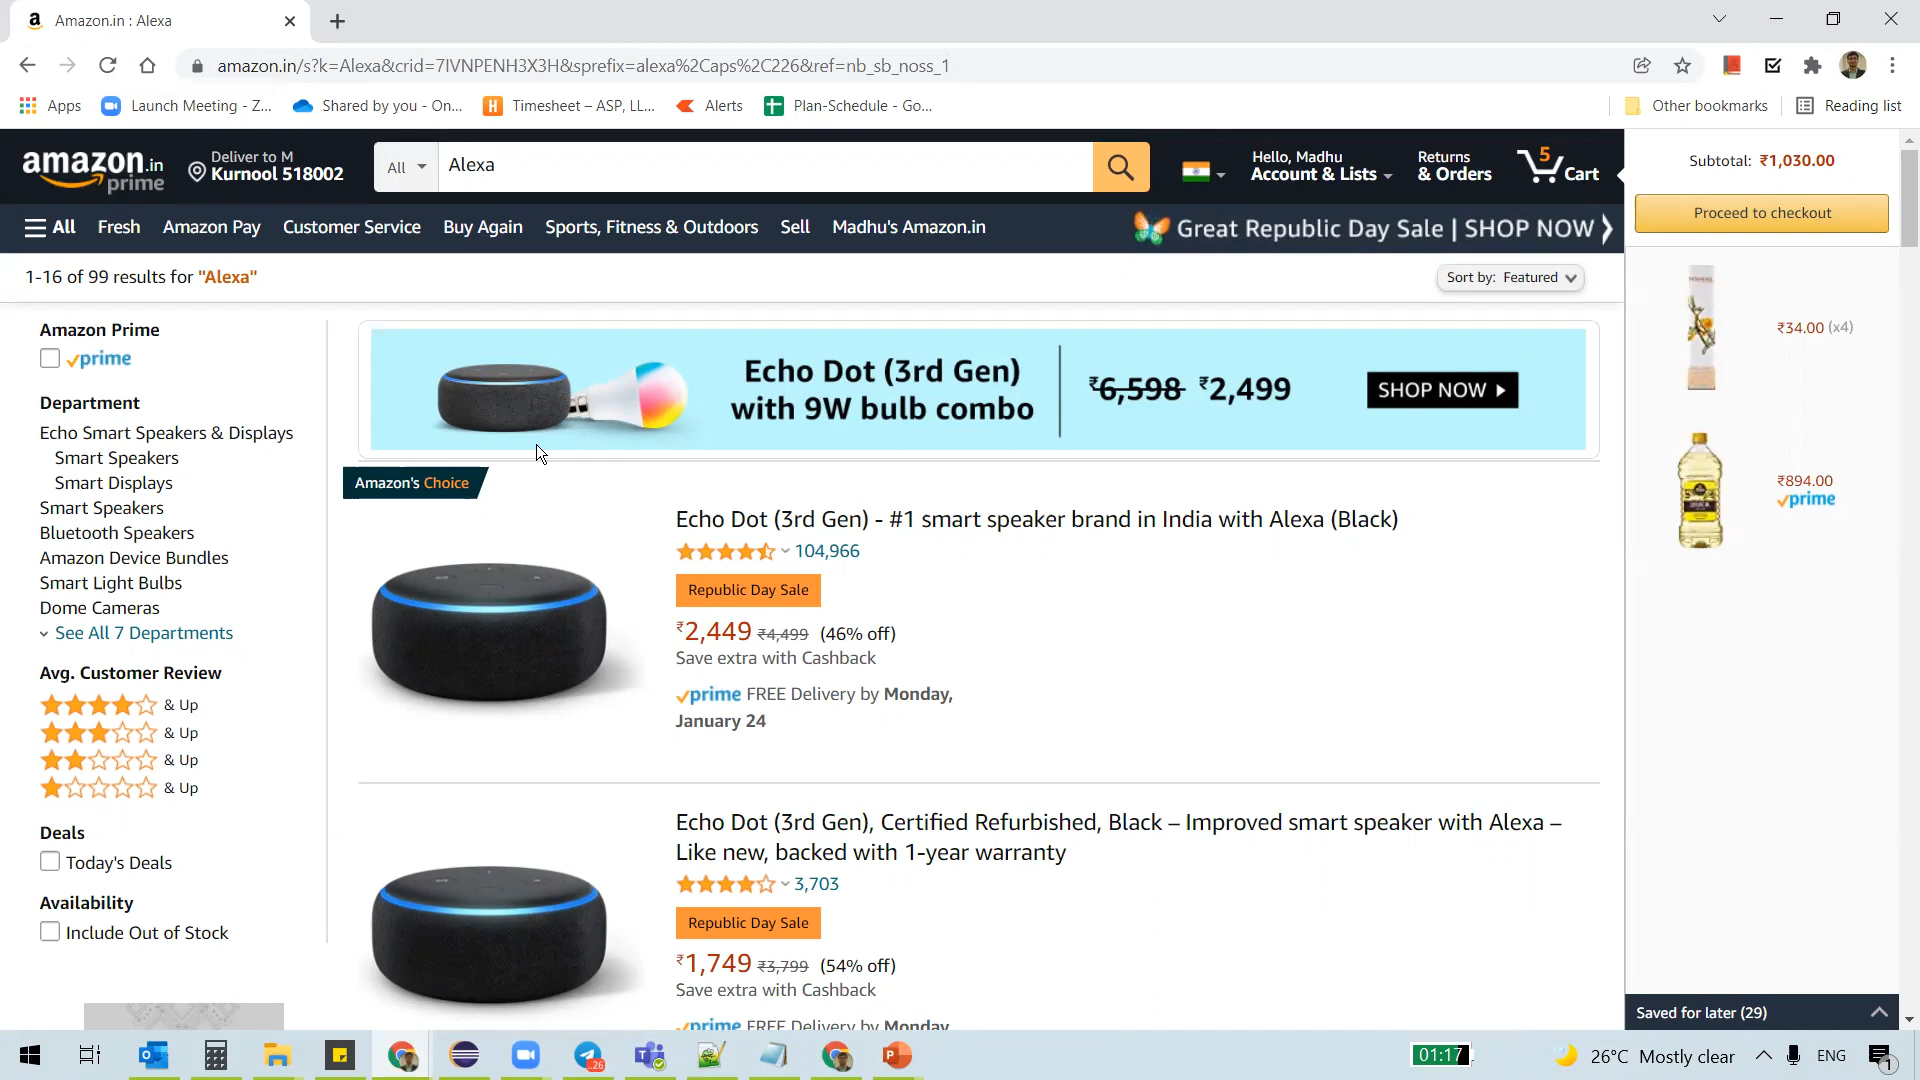 Amazon.in : Alexa
amazon.in/s?k=Alexa&crid=7IVNPENH3X3H&sprefix=alexa%2Caps%2C226&ref=nb_sb_noss_1
Apps
Launch Meeting - Z...
Shared by you - On...
Timesheet – ASP, LL...
Alerts
Plan-Schedule - Go...
Other bookmarks
Reading list
amazon.in
prime
Deliver to M
Kurnool 518002
All
Alexa
Hello, Madhu
Account & Lists
Returns
& Orders
5
Cart
Subtotal: ₹1,030.00
Proceed to checkout
All
Fresh
Amazon Pay
Customer Service
Buy Again
Sports, Fitness & Outdoors
Sell
Madhu's Amazon.in
Great Republic Day Sale | SHOP NOW
1-16 of 99 results for "Alexa"
Sort by: Featured
Amazon Prime
prime
Department
Echo Smart Speakers & Displays
Smart Speakers
Smart Displays
Smart Speakers
Bluetooth Speakers
Amazon Device Bundles
Smart Light Bulbs
Dome Cameras
See All 7 Departments
Avg. Customer Review
& Up
& Up
& Up
& Up
Deals
Today's Deals
Availability
Include Out of Stock
Echo Dot (3rd Gen)
with 9W bulb combo
₹6,598 ₹2,499
SHOP NOW
Amazon's Choice
Echo Dot (3rd Gen) - #1 smart speaker brand in India with Alexa (Black)
104,966
Republic Day Sale
₹2,449 ₹4,499 (46% off)
Save extra with Cashback
prime FREE Delivery by Monday,
January 24
Echo Dot (3rd Gen), Certified Refurbished, Black – Improved smart speaker with Alexa –
Like new, backed with 1-year warranty
3,703
Republic Day Sale
₹1,749 ₹3,799 (54% off)
Save extra with Cashback
prime FREE Delivery by Monday
₹34.00 (x4)
₹894.00
prime
Saved for later (29)
26
01:17
26°C Mostly clear
ENG
1